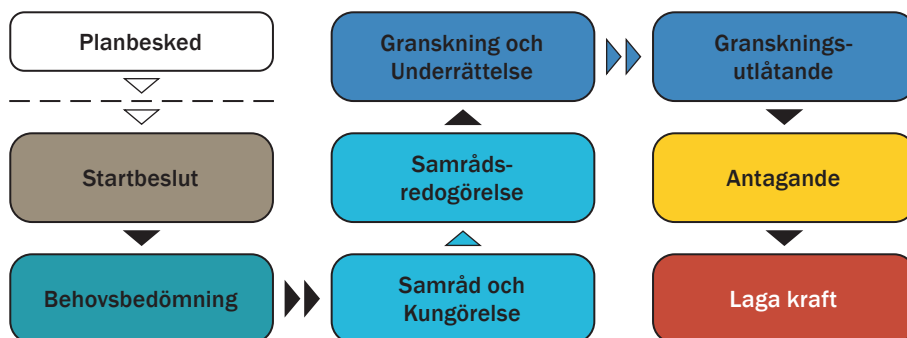 Planbesked
Startbeslut
Behovsbedömning
Samråd och
Kungörelse
Samråds-
redogörelse
Granskning och
Underrättelse
Gransknings-
utlåtande
Antagande
Laga kraft